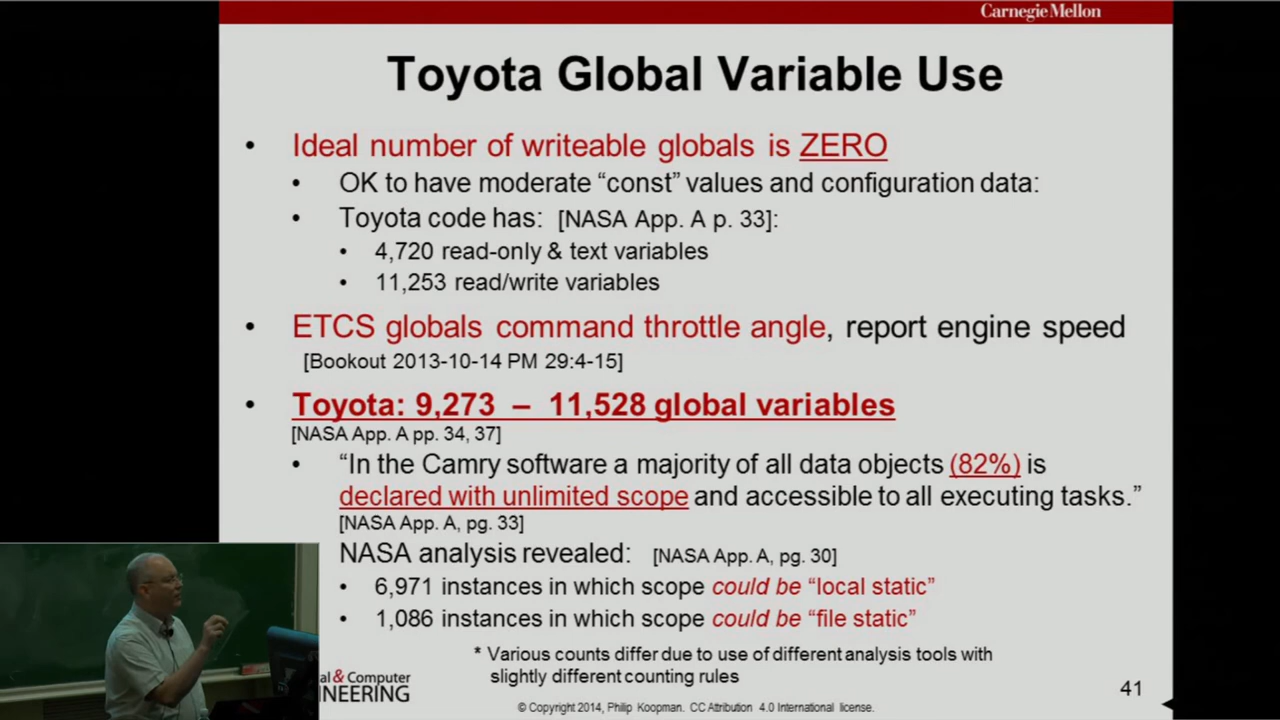 Carnegie Mellon
Toyota Global Variable Use
• Ideal number of writeable globals is ZERO
• OK to have moderate “const” values and configuration data:
• Toyota code has: [NASA App. A p. 33]:
• 4,720 read-only & text variables
• 11,253 read/write variables
• ETCS globals command throttle angle, report engine speed
[Bookout 2013-10-14 PM 29:4-15]
• Toyota: 9,273 – 11,528 global variables
[NASA App. A pp. 34, 37]
• “In the Camry software a majority of all data objects (82%) is
declared with unlimited scope and accessible to all executing tasks.”
[NASA App. A, pg. 33]
NASA analysis revealed: [NASA App. A, pg. 30]
• 6,971 instances in which scope could be “local static”
• 1,086 instances in which scope could be “file static”
* Various counts differ due to use of different analysis tools with
slightly different counting rules
al & Computer
INEERING
41
© Copyright 2014, Philip Koopman. CC Attribution 4.0 International license.